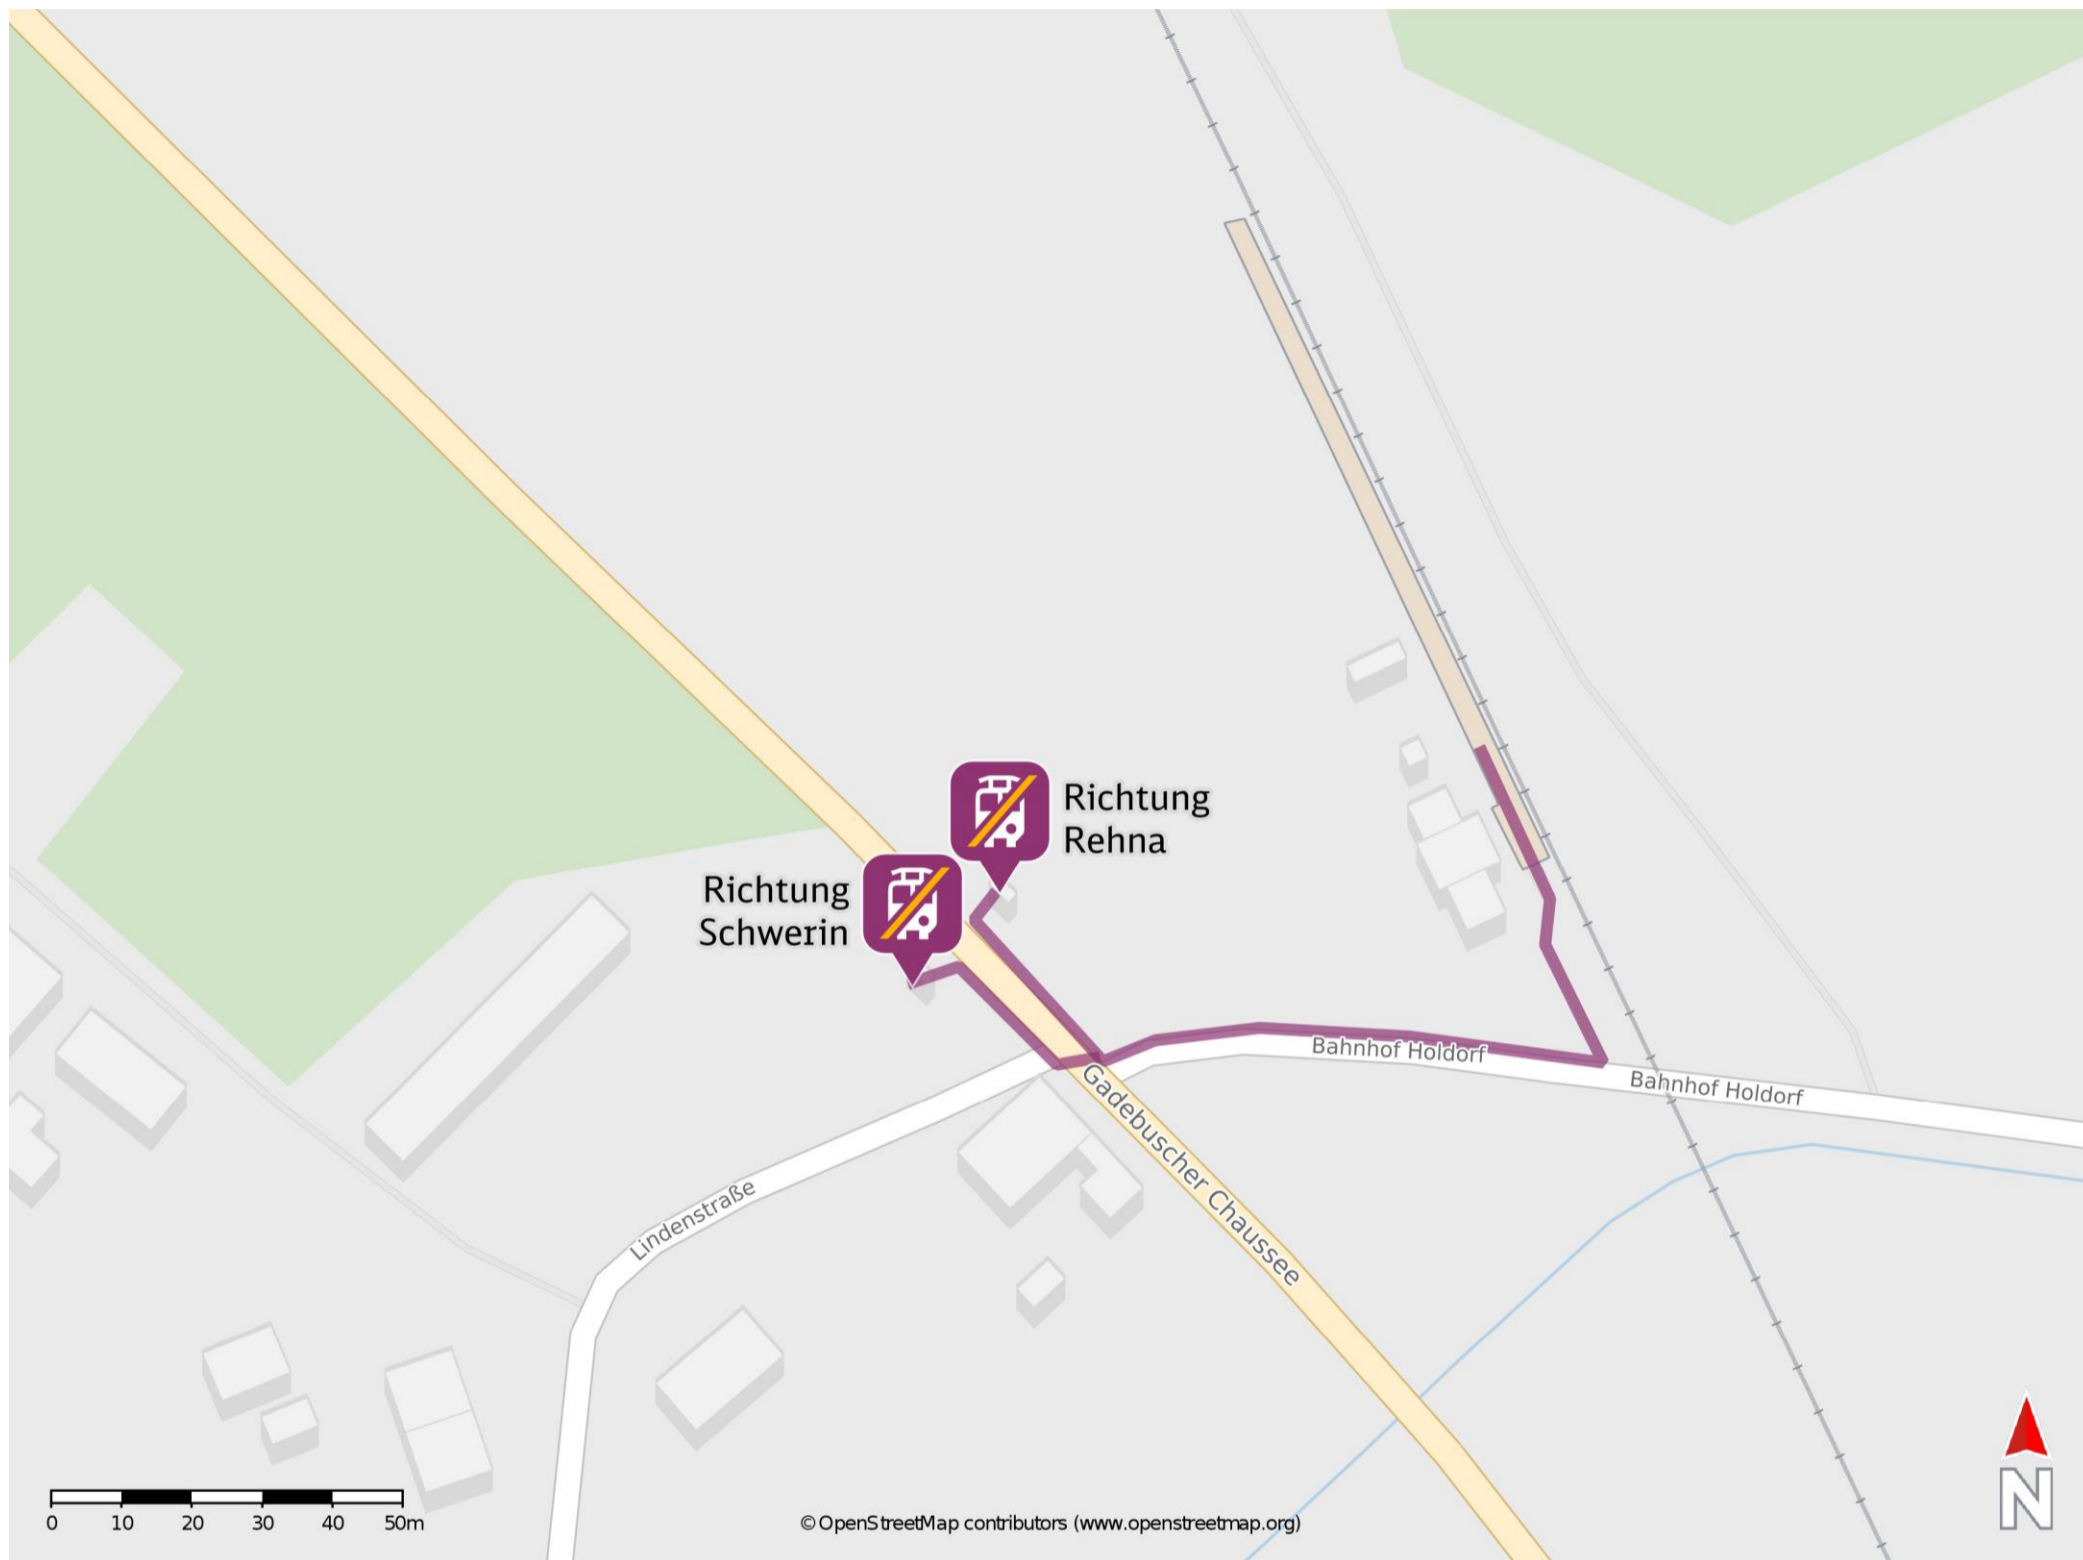 Richtung
Rehna
Richtung
Schwerin
Bahnhof Holdorf
Bahnhof Holdorf
Gadebuscher Chaussee
Lindenstraße
0 10 20 30 40 50m
© OpenStreetMap contributors (www.openstreetmap.org)
N